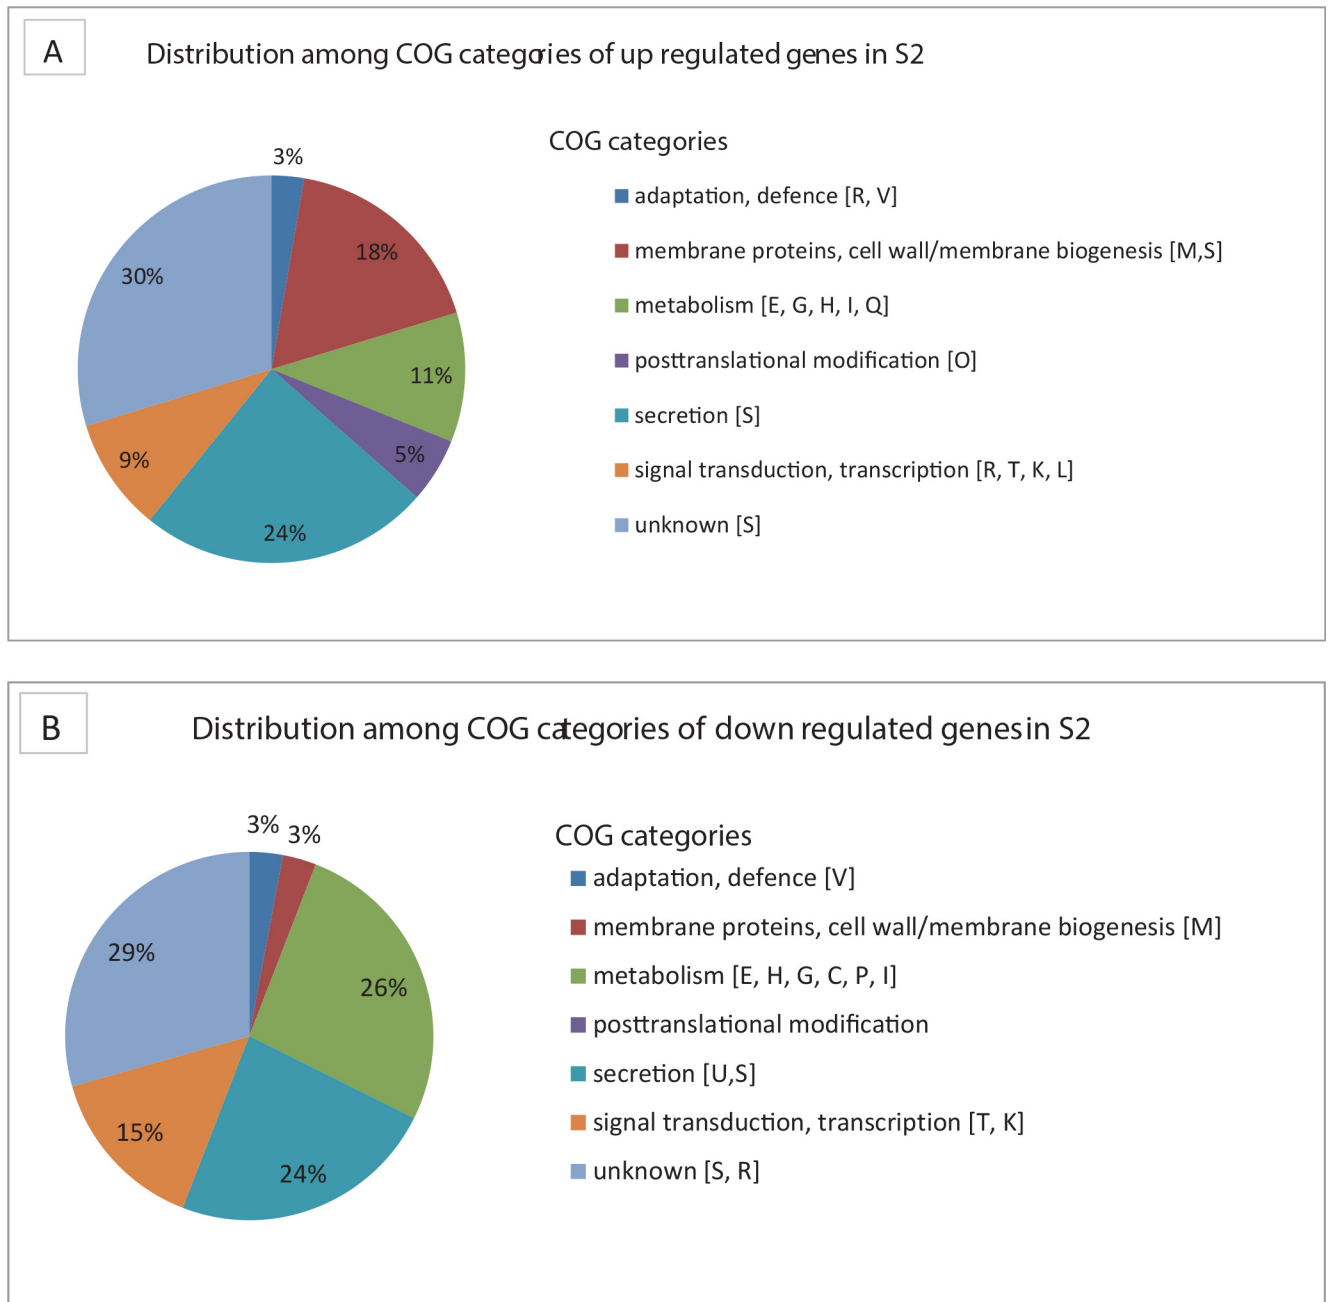 A
Distribution among COG categories of up regulated genes in S2
COG categories
3%
adaptation, defence [R, V]
18%
membrane proteins, cell wall/membrane biogenesis [M,S]
30%
metabolism [E, G, H, I, Q]
11%
posttranslational modification [O]
5%
secretion [S]
9%
signal transduction, transcription [R, T, K, L]
24%
unknown [S]
B
Distribution among COG categories of down regulated genes in S2
3% 3%
COG categories
adaptation, defence [V]
membrane proteins, cell wall/membrane biogenesis [M]
29%
metabolism [E, H, G, C, P, I]
26%
posttranslational modification
secretion [U,S]
signal transduction, transcription [T, K]
15%
unknown [S, R]
24%